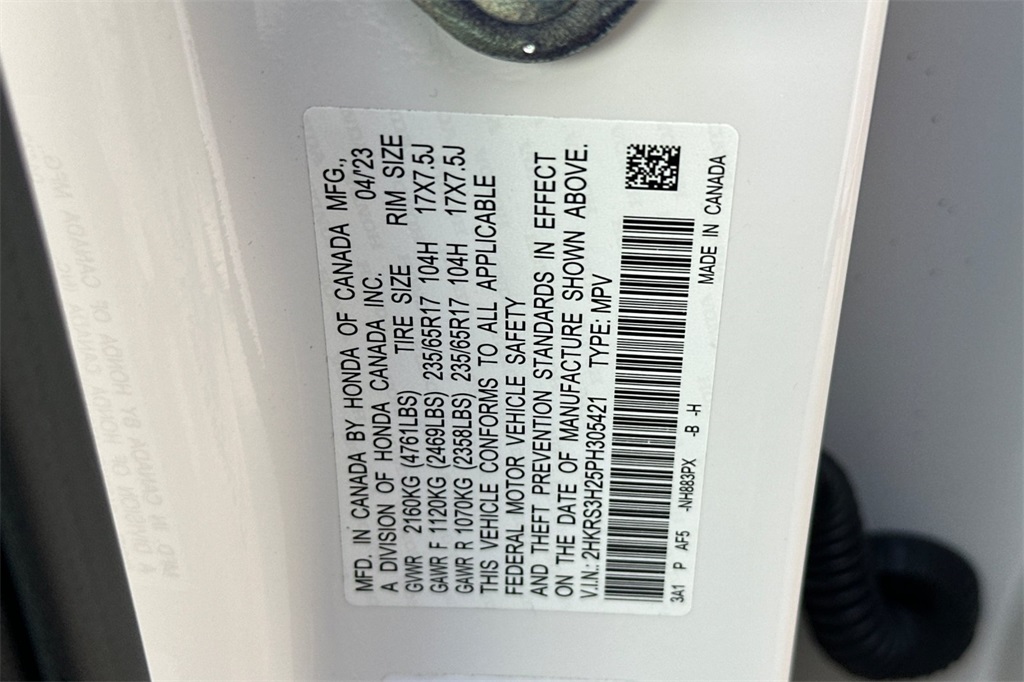 MFD. IN CANADA BY HONDA OF CANADA MFG.,
A DIVISION OF HONDA CANADA INC. 04/'23
GVWR 2160KG (4761LBS) TIRE SIZE RIM SIZE
GAWR F 1120KG (2469LBS) 235/65R17 104H 17X7.5J
GAWR R 1070KG (2358LBS) 235/65R17 104H 17X7.5J
THIS VEHICLE CONFORMS TO ALL APPLICABLE
FEDERAL MOTOR VEHICLE SAFETY
AND THEFT PREVENTION STANDARDS IN EFFECT
ON THE DATE OF MANUFACTURE SHOWN ABOVE.
V.I.N.: 2HKRS3H25PH305421 TYPE: MPV
3A1 P AF5 -NH883PX -B -H
MADE IN CANADA